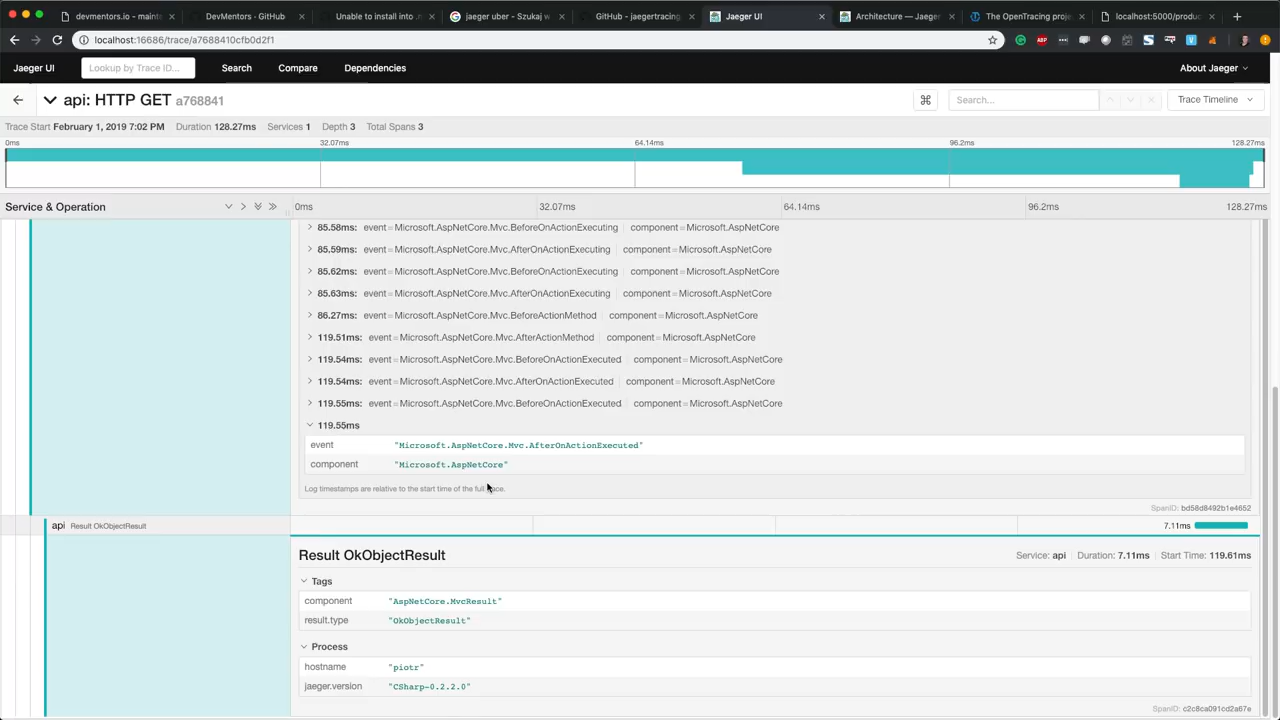 devmentors.io - maint
DevMentors · GitHub
Unable to install into .n
jaeger uber - Szukaj w
GitHub - jaegertracing
Jaeger UI
Architecture — Jaeger
The OpenTracing proje
localhost:5000/produc
localhost:16686/trace/a7688410cfb0d2f1
Jaeger UI
Lookup by Trace ID...
Search
Compare
Dependencies
About Jaeger
api: HTTP GET a768841
Search...
Trace Timeline
Trace Start February 1, 2019 7:02 PM Duration 128.27ms Services 1 Depth 3 Total Spans 3
0ms 32.07ms 64.14ms 96.2ms 128.27ms
Service & Operation 0ms 32.07ms 64.14ms 96.2ms 128.27ms
85.58ms: event=Microsoft.AspNetCore.Mvc.BeforeOnActionExecuting component=Microsoft.AspNetCore
85.59ms: event=Microsoft.AspNetCore.Mvc.AfterOnActionExecuting component=Microsoft.AspNetCore
85.62ms: event=Microsoft.AspNetCore.Mvc.BeforeOnActionExecuting component=Microsoft.AspNetCore
85.63ms: event=Microsoft.AspNetCore.Mvc.AfterOnActionExecuting component=Microsoft.AspNetCore
86.27ms: event=Microsoft.AspNetCore.Mvc.BeforeActionMethod component=Microsoft.AspNetCore
119.51ms: event=Microsoft.AspNetCore.Mvc.AfterActionMethod component=Microsoft.AspNetCore
119.54ms: event=Microsoft.AspNetCore.Mvc.BeforeOnActionExecuted component=Microsoft.AspNetCore
119.54ms: event=Microsoft.AspNetCore.Mvc.AfterOnActionExecuted component=Microsoft.AspNetCore
119.55ms: event=Microsoft.AspNetCore.Mvc.BeforeOnActionExecuted component=Microsoft.AspNetCore
119.55ms
event "Microsoft.AspNetCore.Mvc.AfterOnActionExecuted"
component "Microsoft.AspNetCore"
Log timestamps are relative to the start time of the full trace.
SpanID: bd58d8492b1e4652
api Result OkObjectResult 7.11ms
Result OkObjectResult Service: api Duration: 7.11ms Start Time: 119.61ms
Tags
component "AspNetCore.MvcResult"
result.type "OkObjectResult"
Process
hostname "piotr"
jaeger.version "CSharp-0.2.2.0"
SpanID: c2c8ca091cd2a67e